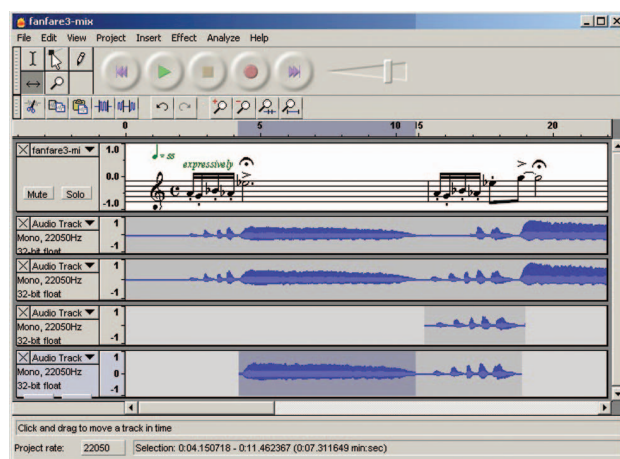 fanfare3-mix
File Edit View Project Insert Effect Analyze Help
0 5 10 15 20
fanfare3-mi 1.0
♩ = 55
expressively
0.0
Mute Solo
-1.0
Audio Track 1
Mono, 22050Hz
32-bit float -1
Audio Track 1
Mono, 22050Hz
32-bit float -1
Audio Track 1
Mono, 22050Hz
32-bit float -1
Audio Track 1
Mono, 22050Hz 0
32-bit float -1
Click and drag to move a track in time
Project rate: 22050 Selection: 0:04.150718 - 0:11.462367 (0:07.311649 min:sec)